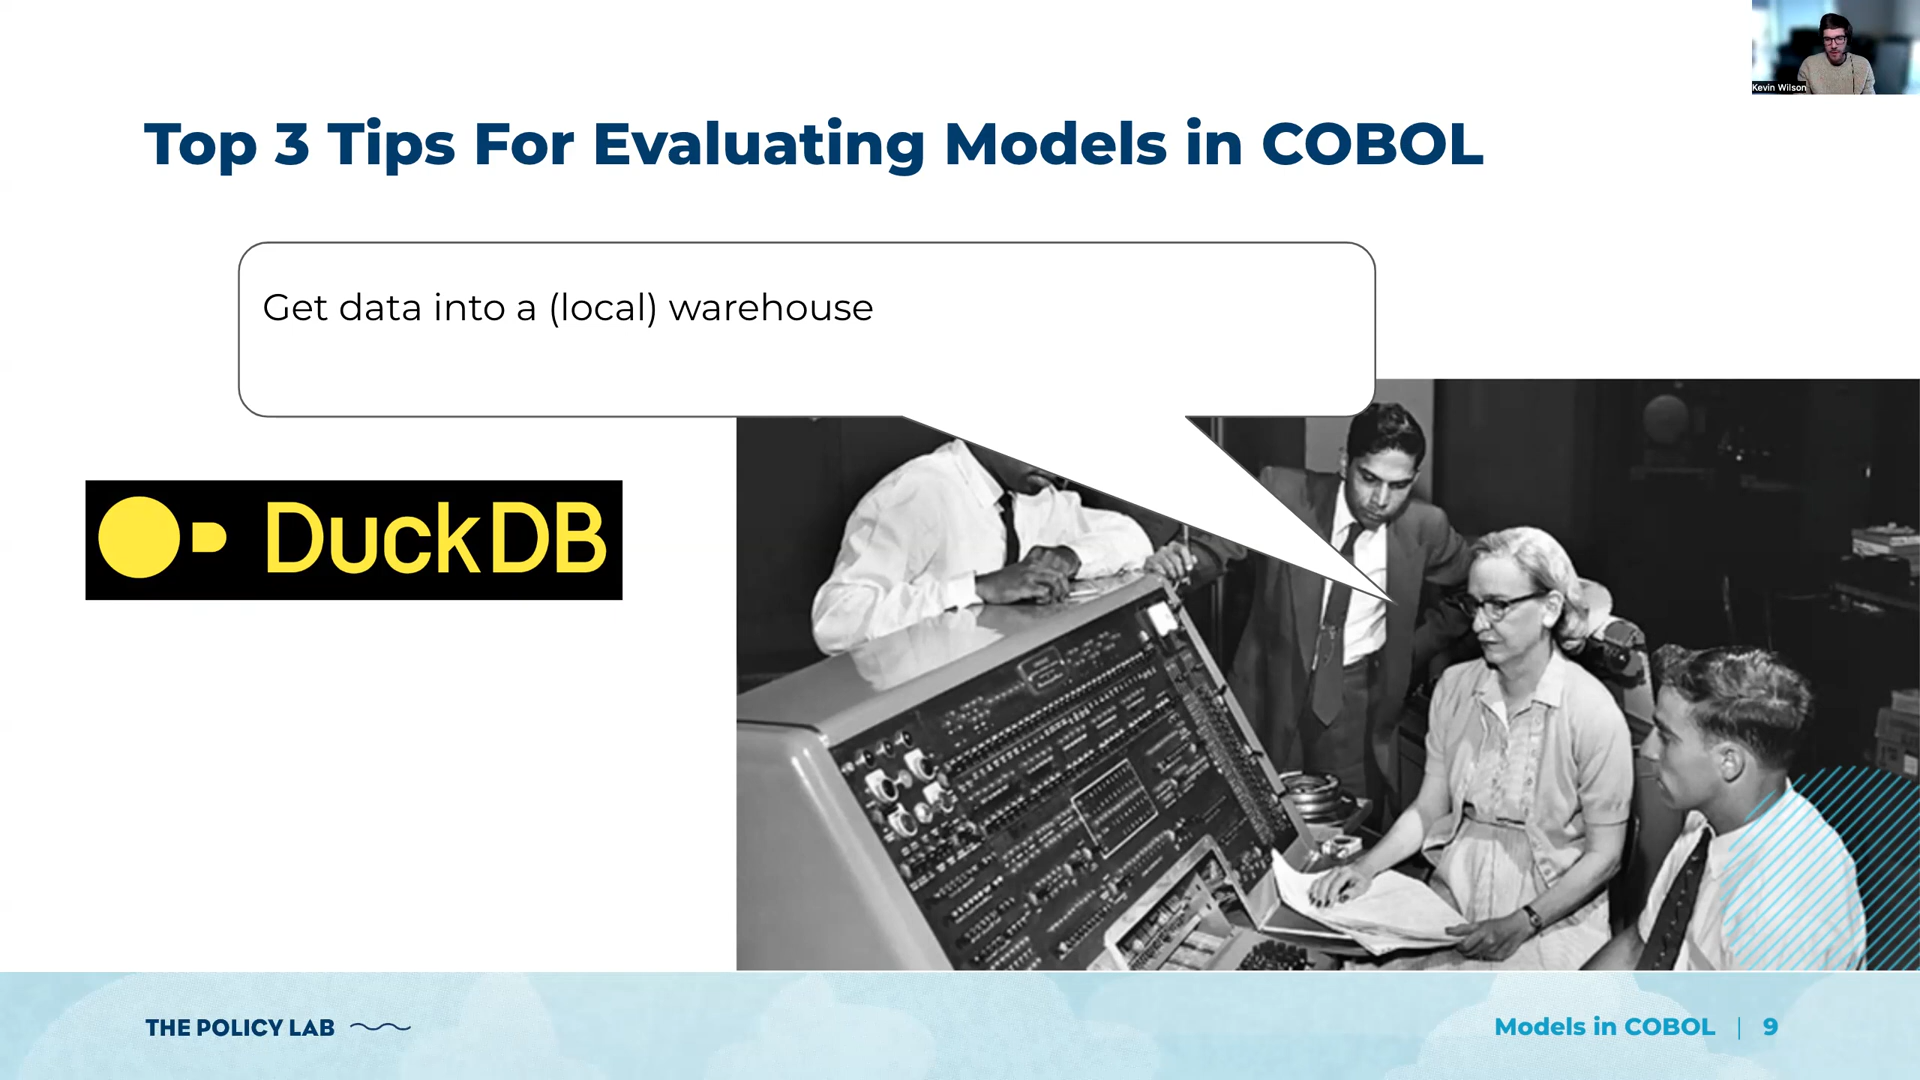 Kevin Wilson
Top 3 Tips For Evaluating Models in COBOL
Get data into a (local) warehouse
DuckDB
THE POLICY LAB
Models in COBOL | 9